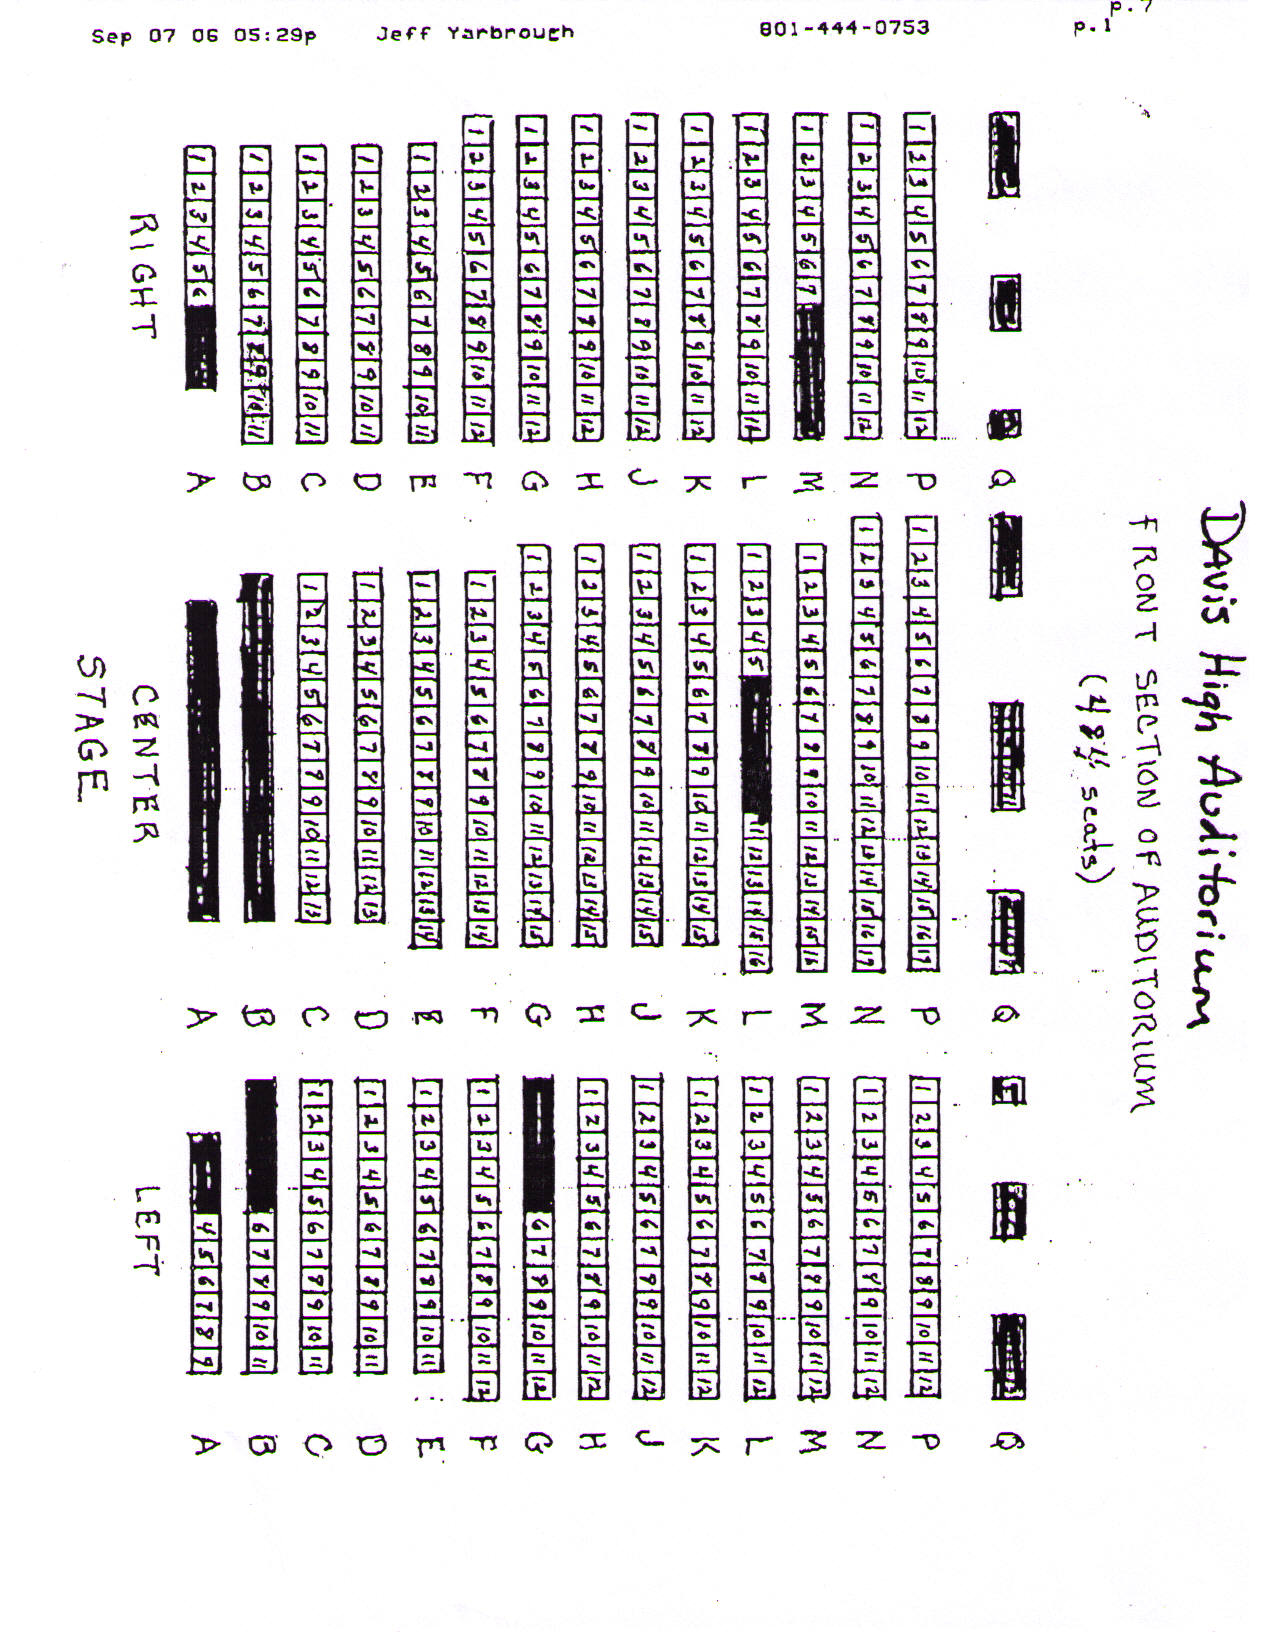 p.7
Sep 07 06 05:29p Jeff Yarbrough 801-444-0753 p.1
DAVIS High Auditorium
FRONT SECTION OF AUDITORIUM
(484 seats)
Q Q Q
P 1 2 3 4 5 6 7 8 9 10 11 12 P 1 2 3 4 5 6 7 8 9 10 11 12 13 14 15 16 17 P 1 2 3 4 5 6 7 8 9 10 11 12
N 1 2 3 4 5 6 7 8 9 10 11 12 N 1 2 3 4 5 6 7 8 9 10 11 12 13 14 15 16 17 N 1 2 3 4 5 6 7 8 9 10 11 12
M 1 2 3 4 5 6 7 M 1 2 3 4 5 6 7 8 9 10 11 12 13 14 15 16 M 1 2 3 4 5 6 7 8 9 10 11 12
L 1 2 3 4 5 6 7 8 9 10 11 12 L 1 2 3 4 5 11 12 13 14 15 16 L 1 2 3 4 5 6 7 8 9 10 11 12
K 1 2 3 4 5 6 7 8 9 10 11 12 K 1 2 3 4 5 6 7 8 9 10 11 12 13 14 15 K 1 2 3 4 5 6 7 8 9 10 11 12
J 1 2 3 4 5 6 7 8 9 10 11 12 J 1 2 3 4 5 6 7 8 9 10 11 12 13 14 15 J 1 2 3 4 5 6 7 8 9 10 11 12
H 1 2 3 4 5 6 7 8 9 10 11 12 H 1 2 3 4 5 6 7 8 9 10 11 12 13 14 15 H 1 2 3 4 5 6 7 8 9 10 11 12
G 1 2 3 4 5 6 7 8 9 10 11 12 G 1 2 3 4 5 6 7 8 9 10 11 12 13 14 15 G 6 7 8 9 10 11 12
F 1 2 3 4 5 6 7 8 9 10 11 12 F 1 2 3 4 5 6 7 8 9 10 11 12 13 14 F 1 2 3 4 5 6 7 8 9 10 11 12
E 1 2 3 4 5 6 7 8 9 10 11 E 1 2 3 4 5 6 7 8 9 10 11 12 13 14 E 1 2 3 4 5 6 7 8 9 10 11
D 1 2 3 4 5 6 7 8 9 10 11 D 1 2 3 4 5 6 7 8 9 10 11 12 13 D 1 2 3 4 5 6 7 8 9 10 11
C 1 2 3 4 5 6 7 8 9 10 11 C 1 2 3 4 5 6 7 8 9 10 11 12 13 C 1 2 3 4 5 6 7 8 9 10 11
B 1 2 3 4 5 6 7 8 9 10 11 B B 6 7 8 9 10 11
A 1 2 3 4 5 6 A A 4 5 6 7 8 9
RIGHT CENTER LEFT
STAGE